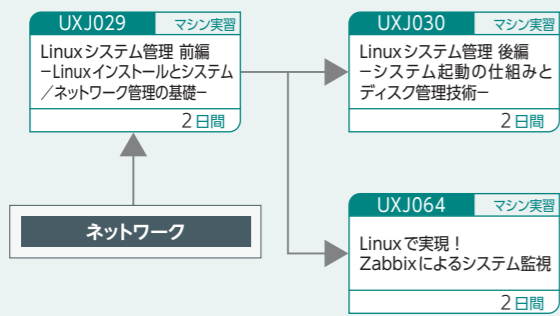 UXJ029 マシン実習
Linuxシステム管理 前編
−Linuxインストールとシステム
／ネットワーク管理の基礎−
2日間
UXJ030 マシン実習
Linuxシステム管理 後編
−システム起動の仕組みと
ディスク管理技術−
2日間
ネットワーク
UXJ064 マシン実習
Linuxで実現！
Zabbixによるシステム監視
2日間